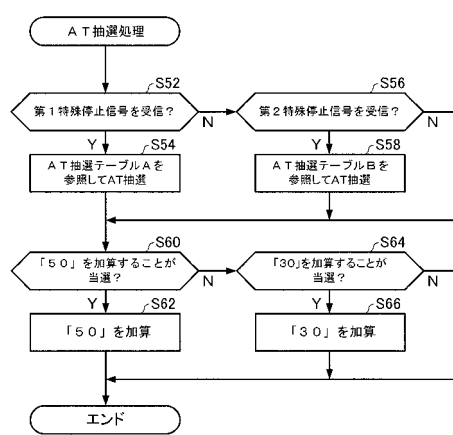 ＡＴ抽選処理
S52
第１特殊停止信号を受信？
N
S56
第２特殊停止信号を受信？
N
Y
S54
ＡＴ抽選テーブルＡを
参照してAT抽選
Y
S58
ＡＴ抽選テーブルＢを
参照してAT抽選
S60
「５０」を加算することが
当選？
N
S64
「30」を加算することが
当選？
N
Y
S62
「５０」を加算
Y
S66
「３０」を加算
エンド